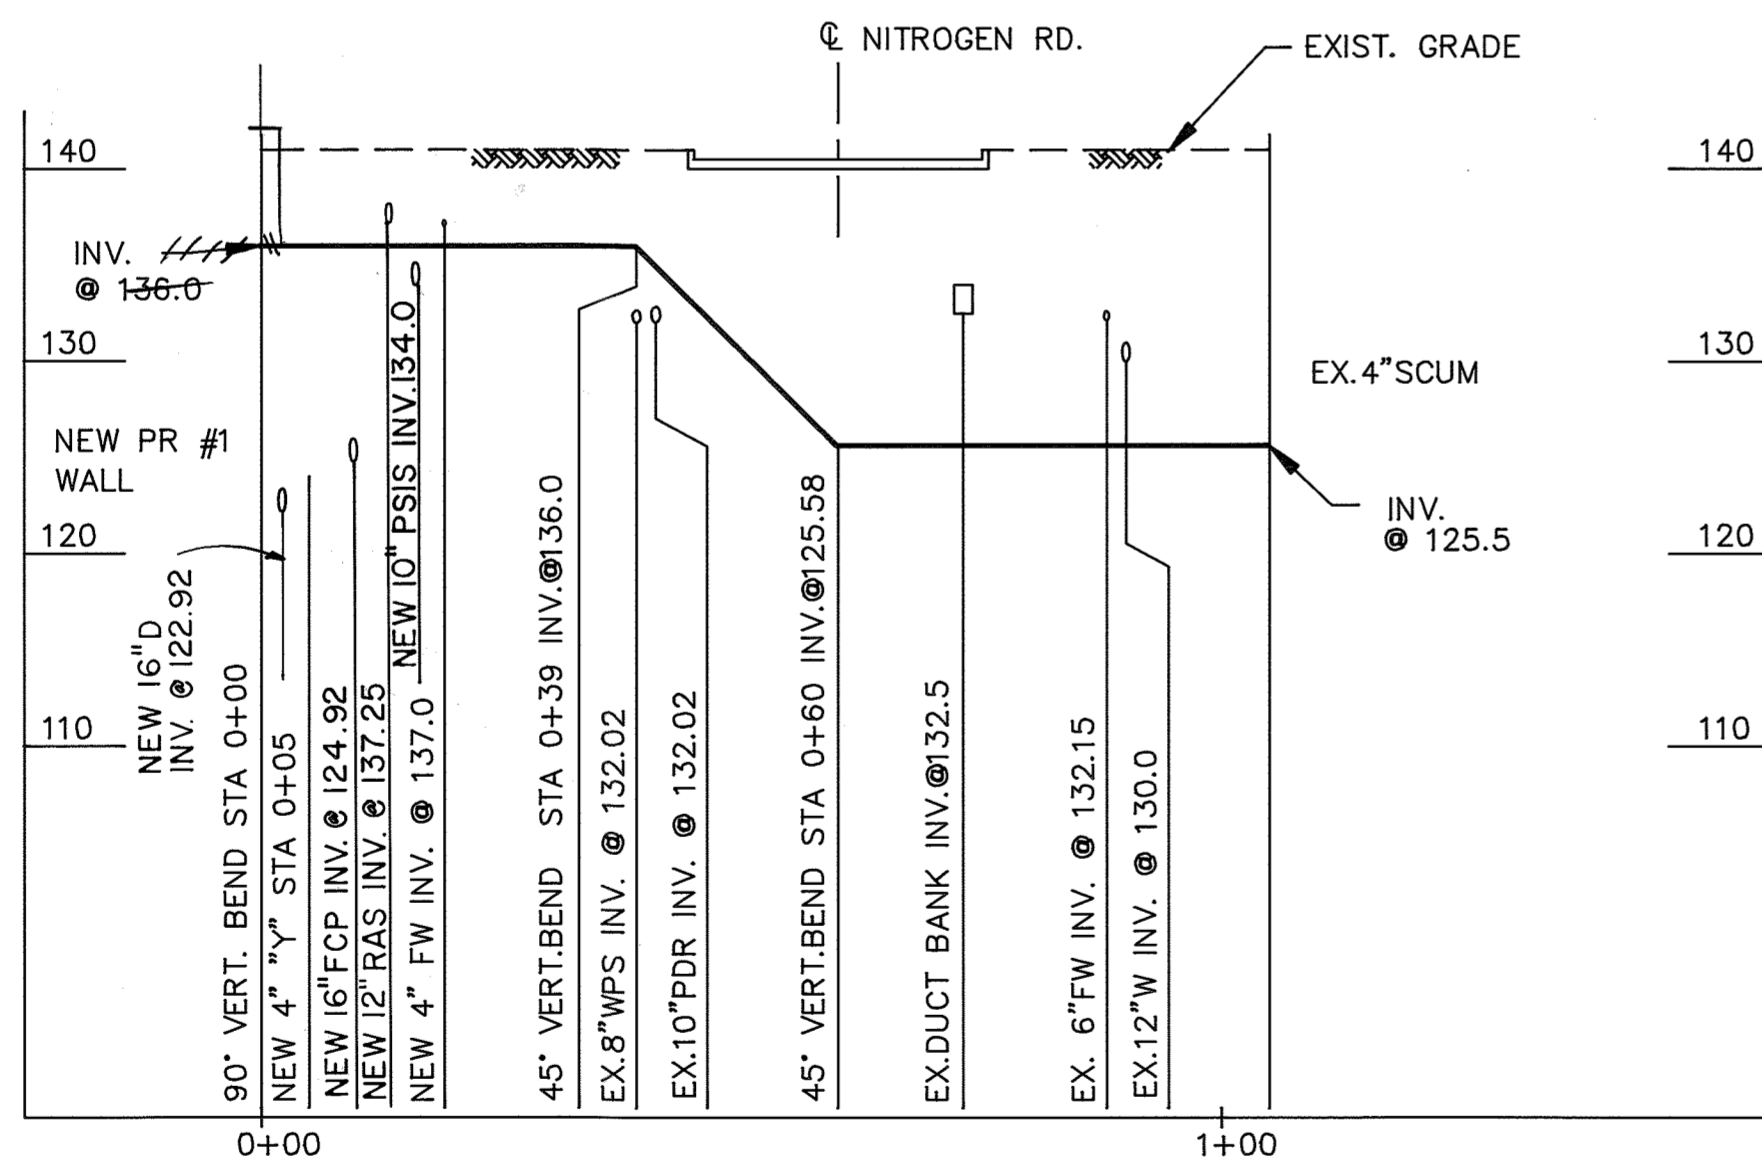 ℄ NITROGEN RD.
EXIST. GRADE
140
140
INV.
@ 136.0
130
130
EX.4"SCUM
NEW PR #1
WALL
INV.
@ 125.5
120
120
NEW 16"D
INV. @ 122.92
110
110
90° VERT. BEND STA 0+00
NEW 4" "Y" STA 0+05
NEW 16"FCP INV. @ 124.92
NEW 12"RAS INV. @ 137.25
NEW 10" PSIS INV.134.0
NEW 4" FW INV. @ 137.0
45° VERT.BEND STA 0+39 INV.@136.0
EX.8"WPS INV. @ 132.02
EX.10"PDR INV. @ 132.02
45° VERT.BEND STA 0+60 INV.@125.58
EX.DUCT BANK INV.@132.5
EX. 6"FW INV. @ 132.15
EX.12"W INV. @ 130.0
0+00
1+00